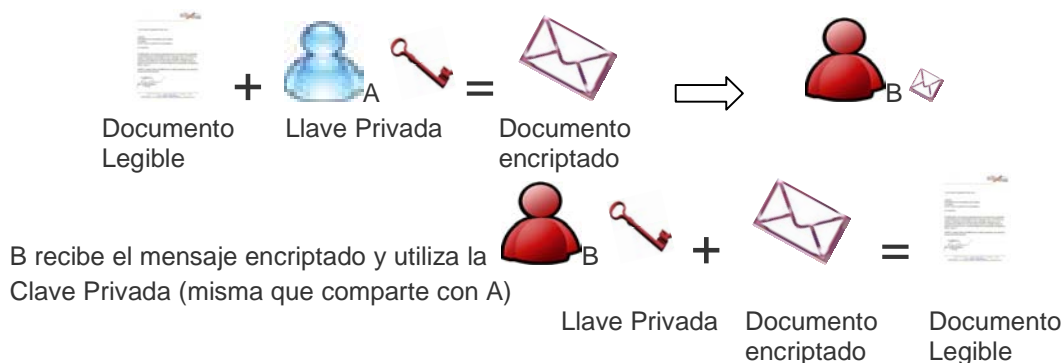 + A = B
Documento Legible
Llave Privada
Documento encriptado
B recibe el mensaje encriptado y utiliza la
Clave Privada (misma que comparte con A)
B + =
Llave Privada
Documento encriptado
Documento Legible